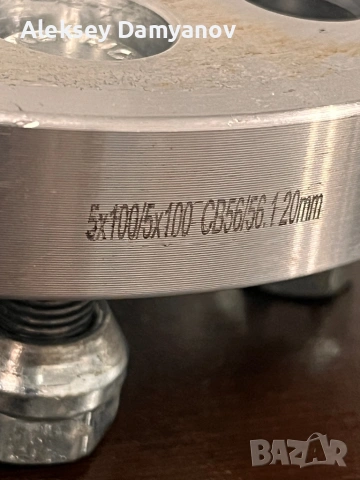 Aleksey Damyanov
5x100/5x100 CB56/56.1 20mm
BAZAR